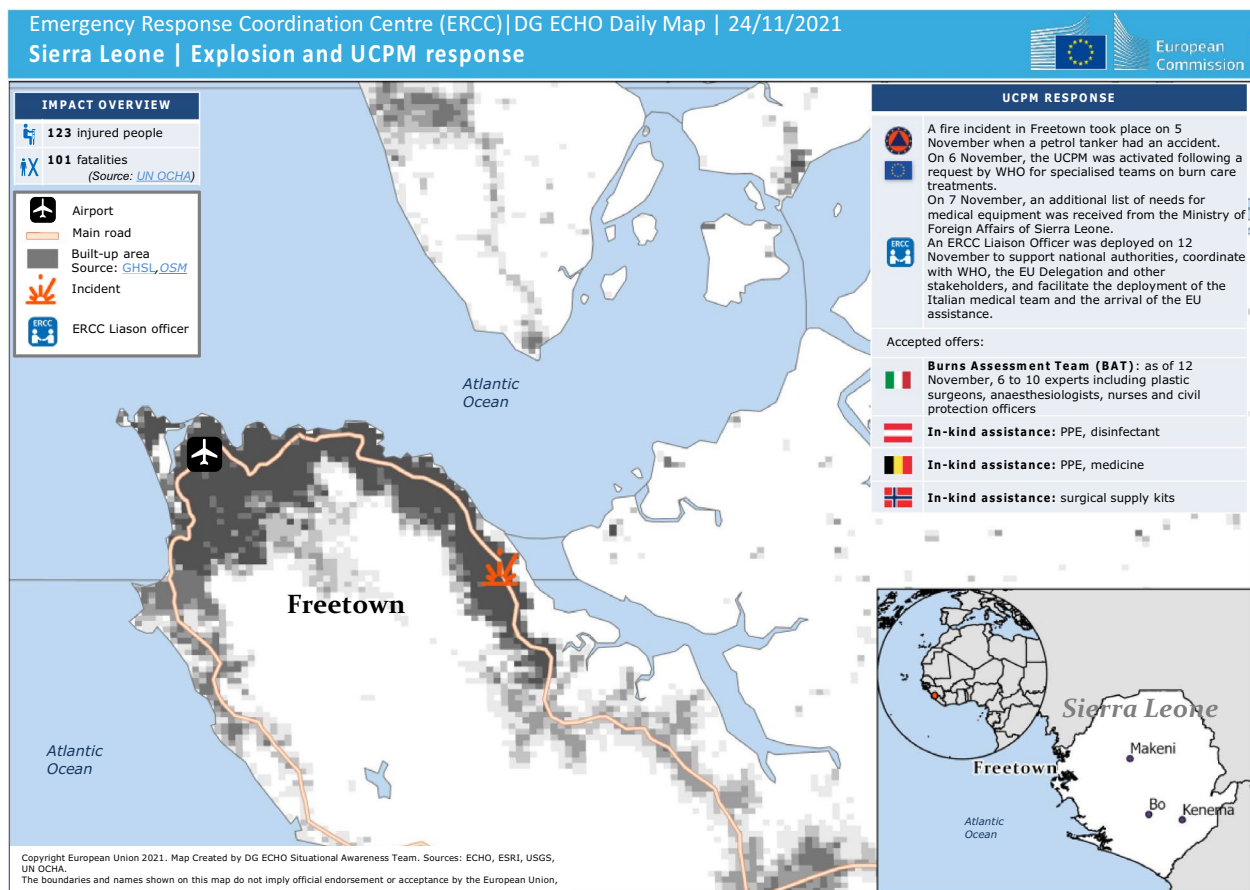 Emergency Response Coordination Centre (ERCC)|DG ECHO Daily Map | 24/11/2021
Sierra Leone | Explosion and UCPM response
European
Commission
IMPACT OVERVIEW
123 injured people
101 fatalities
(Source: UN OCHA)
Airport
Main road
Built-up area
Source: GHSL,OSM
Incident
ERCC
ERCC Liason officer
UCPM RESPONSE
A fire incident in Freetown took place on 5
November when a petrol tanker had an accident.
On 6 November, the UCPM was activated following a
request by WHO for specialised teams on burn care
treatments.
On 7 November, an additional list of needs for
medical equipment was received from the Ministry of
Foreign Affairs of Sierra Leone.
ERCC
An ERCC Liaison Officer was deployed on 12
November to support national authorities, coordinate
with WHO, the EU Delegation and other
stakeholders, and facilitate the deployment of the
Italian medical team and the arrival of the EU
assistance.
Accepted offers:
Burns Assessment Team (BAT): as of 12
November, 6 to 10 experts including plastic
surgeons, anaesthesiologists, nurses and civil
protection officers
In-kind assistance: PPE, disinfectant
In-kind assistance: PPE, medicine
In-kind assistance: surgical supply kits
Atlantic
Ocean
Freetown
Atlantic
Ocean
Sierra Leone
Makeni
Freetown
Bo
Kenema
Atlantic
Ocean
Copyright European Union 2021. Map Created by DG ECHO Situational Awareness Team. Sources: ECHO, ESRI, USGS,
UN OCHA.
The boundaries and names shown on this map do not imply official endorsement or acceptance by the European Union,